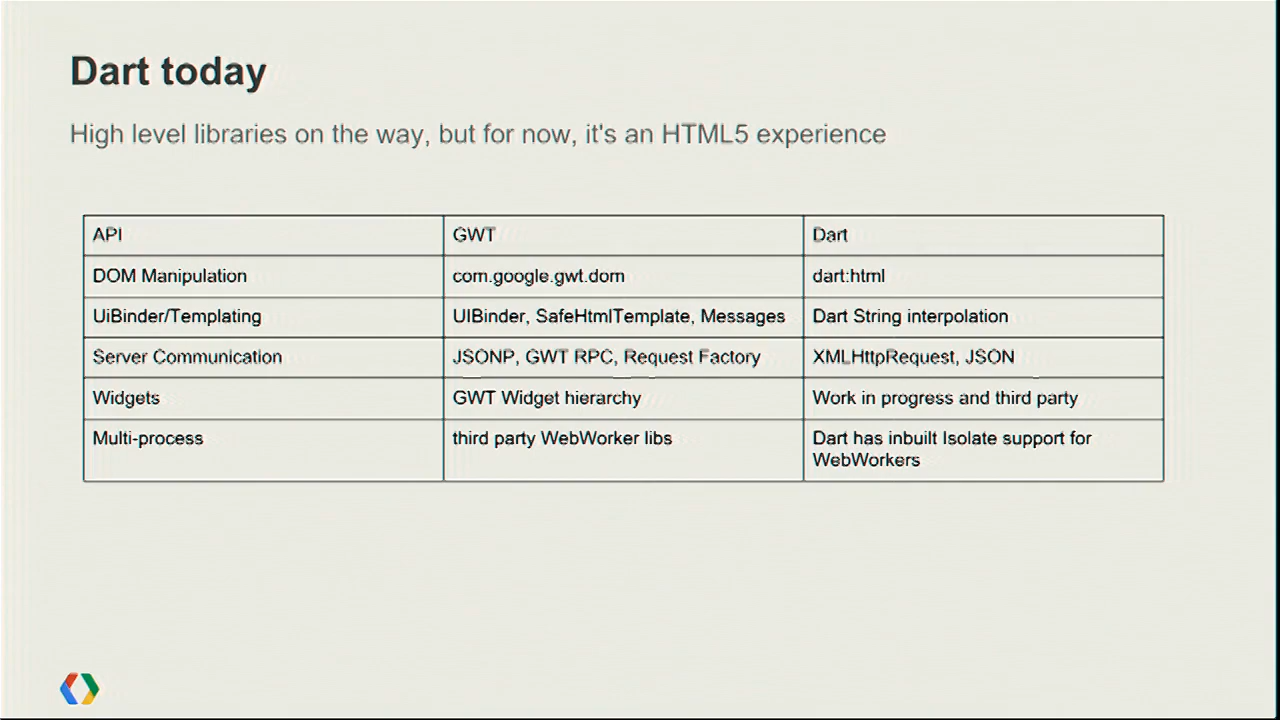 Dart today
High level libraries on the way, but for now, it's an HTML5 experience
API GWT Dart
DOM Manipulation com.google.gwt.dom dart:html
UiBinder/Templating UIBinder, SafeHtmlTemplate, Messages Dart String interpolation
Server Communication JSONP, GWT RPC, Request Factory XMLHttpRequest, JSON
Widgets GWT Widget hierarchy Work in progress and third party
Multi-process third party WebWorker libs Dart has inbuilt Isolate support for
WebWorkers